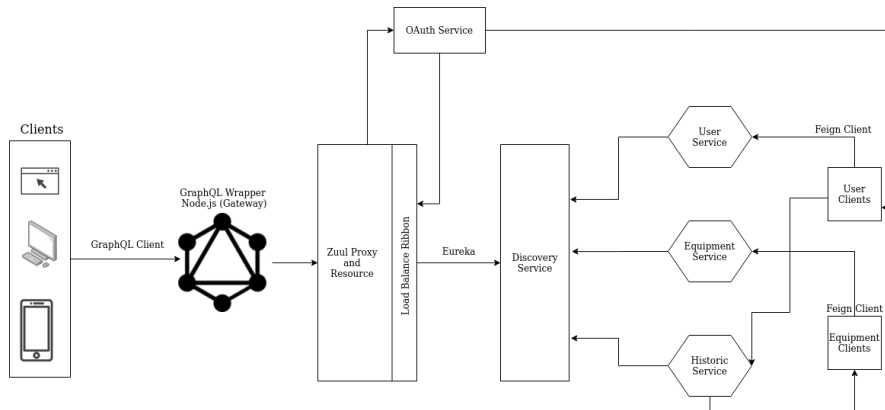 OAuth Service
Clients
GraphQL Wrapper
Node.js (Gateway)
GraphQL Client
Zuul Proxy
and
Resource
Load Balance Ribbon
Eureka
Discovery
Service
User
Service
Feign Client
User
Clients
Equipment
Service
Feign Client
Equipment
Clients
Historic
Service